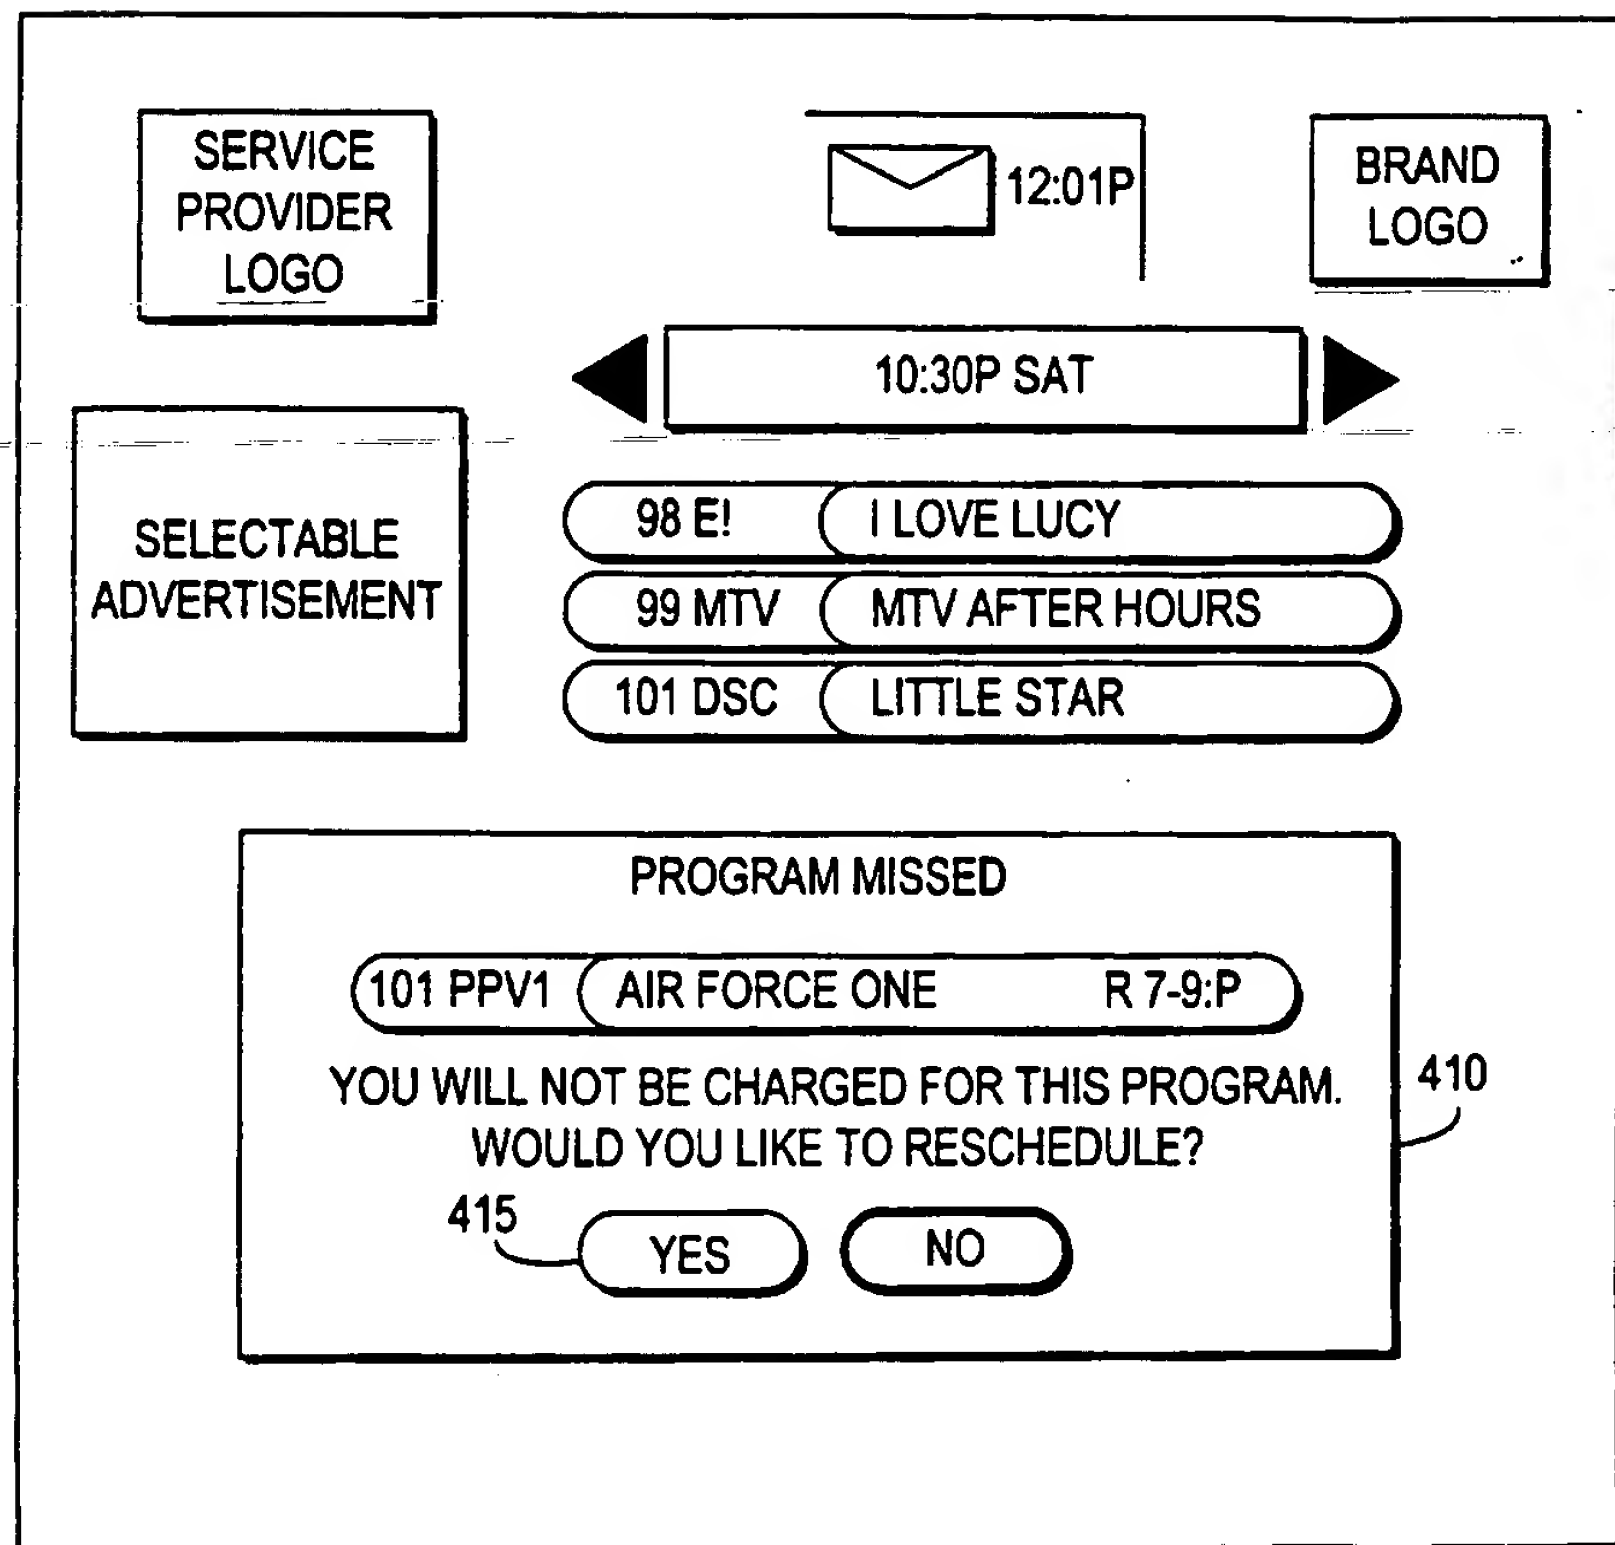 SERVICE
PROVIDER
LOGO
12:01P
BRAND
LOGO
10:30P SAT
SELECTABLE
ADVERTISEMENT
98 E! I LOVE LUCY
99 MTV MTV AFTER HOURS
101 DSC LITTLE STAR
PROGRAM MISSED
101 PPV1 AIR FORCE ONE R 7-9:P
YOU WILL NOT BE CHARGED FOR THIS PROGRAM.
WOULD YOU LIKE TO RESCHEDULE?
410
415
YES NO